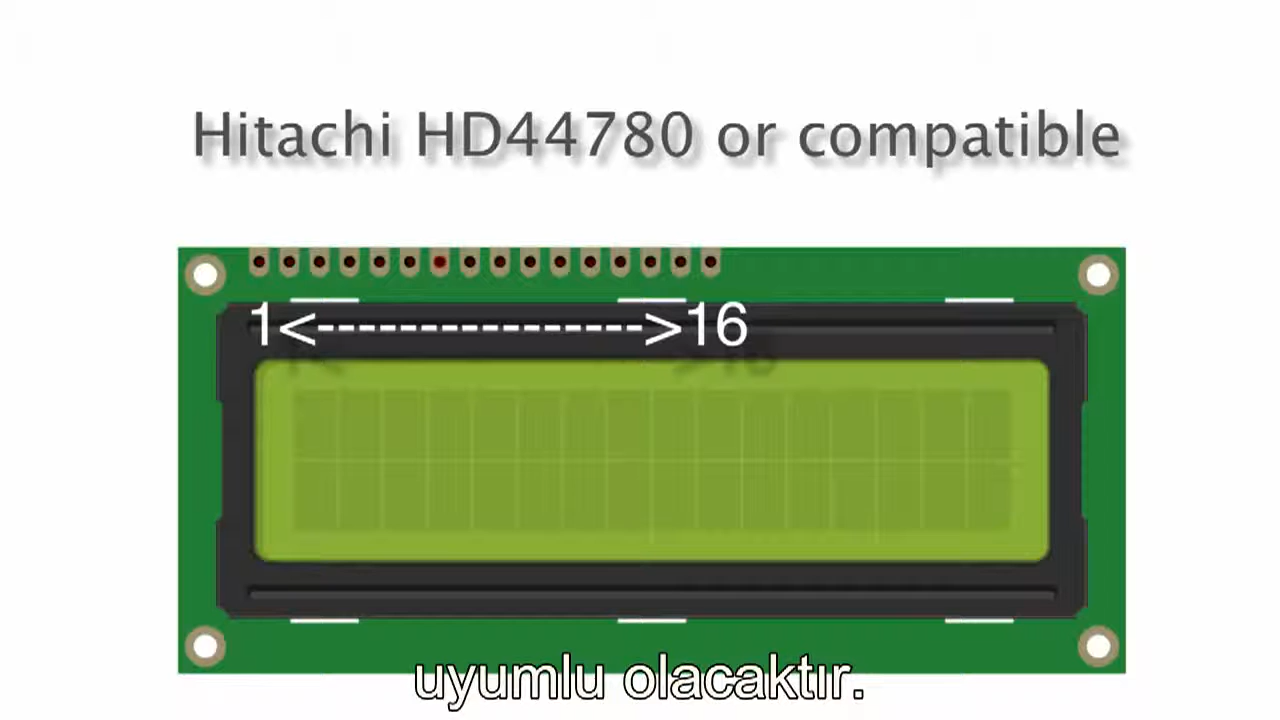 Hitachi HD44780 or compatible
1<----------------------->16
uyumlu olacaktır.